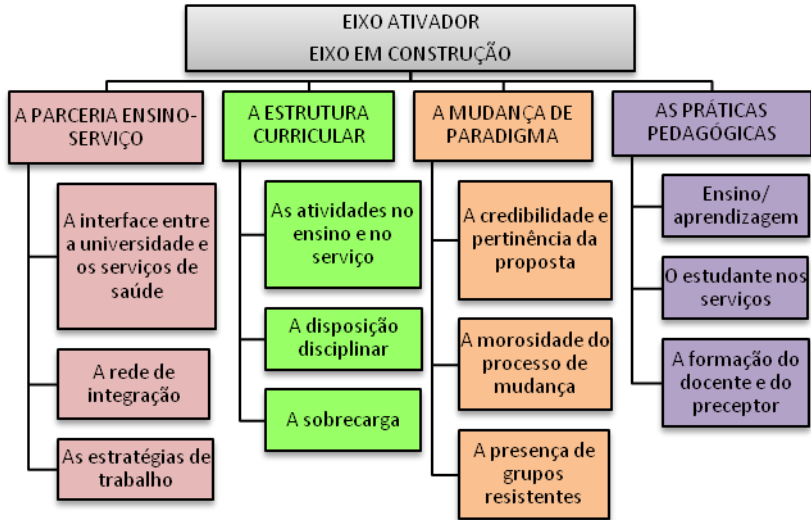 EIXO ATIVADOR
EIXO EM CONSTRUÇÃO
A PARCERIA ENSINO-
SERVIÇO
A interface entre
a universidade e
os serviços de
saúde
A rede de
integração
As estratégias de
trabalho
A ESTRUTURA
CURRICULAR
As atividades no
ensino e no
serviço
A disposição
disciplinar
A sobrecarga
A MUDANÇA DE
PARADIGMA
A credibilidade e
pertinência da
proposta
A morosidade do
processo de
mudança
A presença de
grupos
resistentes
AS PRÁTICAS
PEDAGÓGICAS
Ensino/
aprendizagem
O estudante nos
serviços
A formação do
docente e do
preceptor